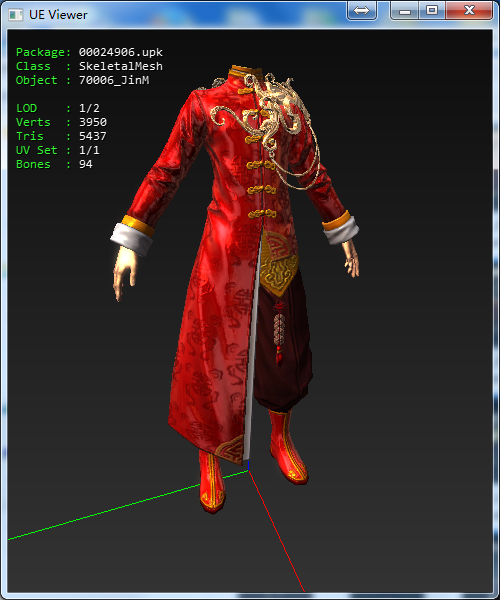 UE Viewer
Package: 00024906.upk
Class : SkeletalMesh
Object : 70006_JinM
LOD : 1/2
Verts : 3950
Tris : 5437
UV Set : 1/1
Bones : 94